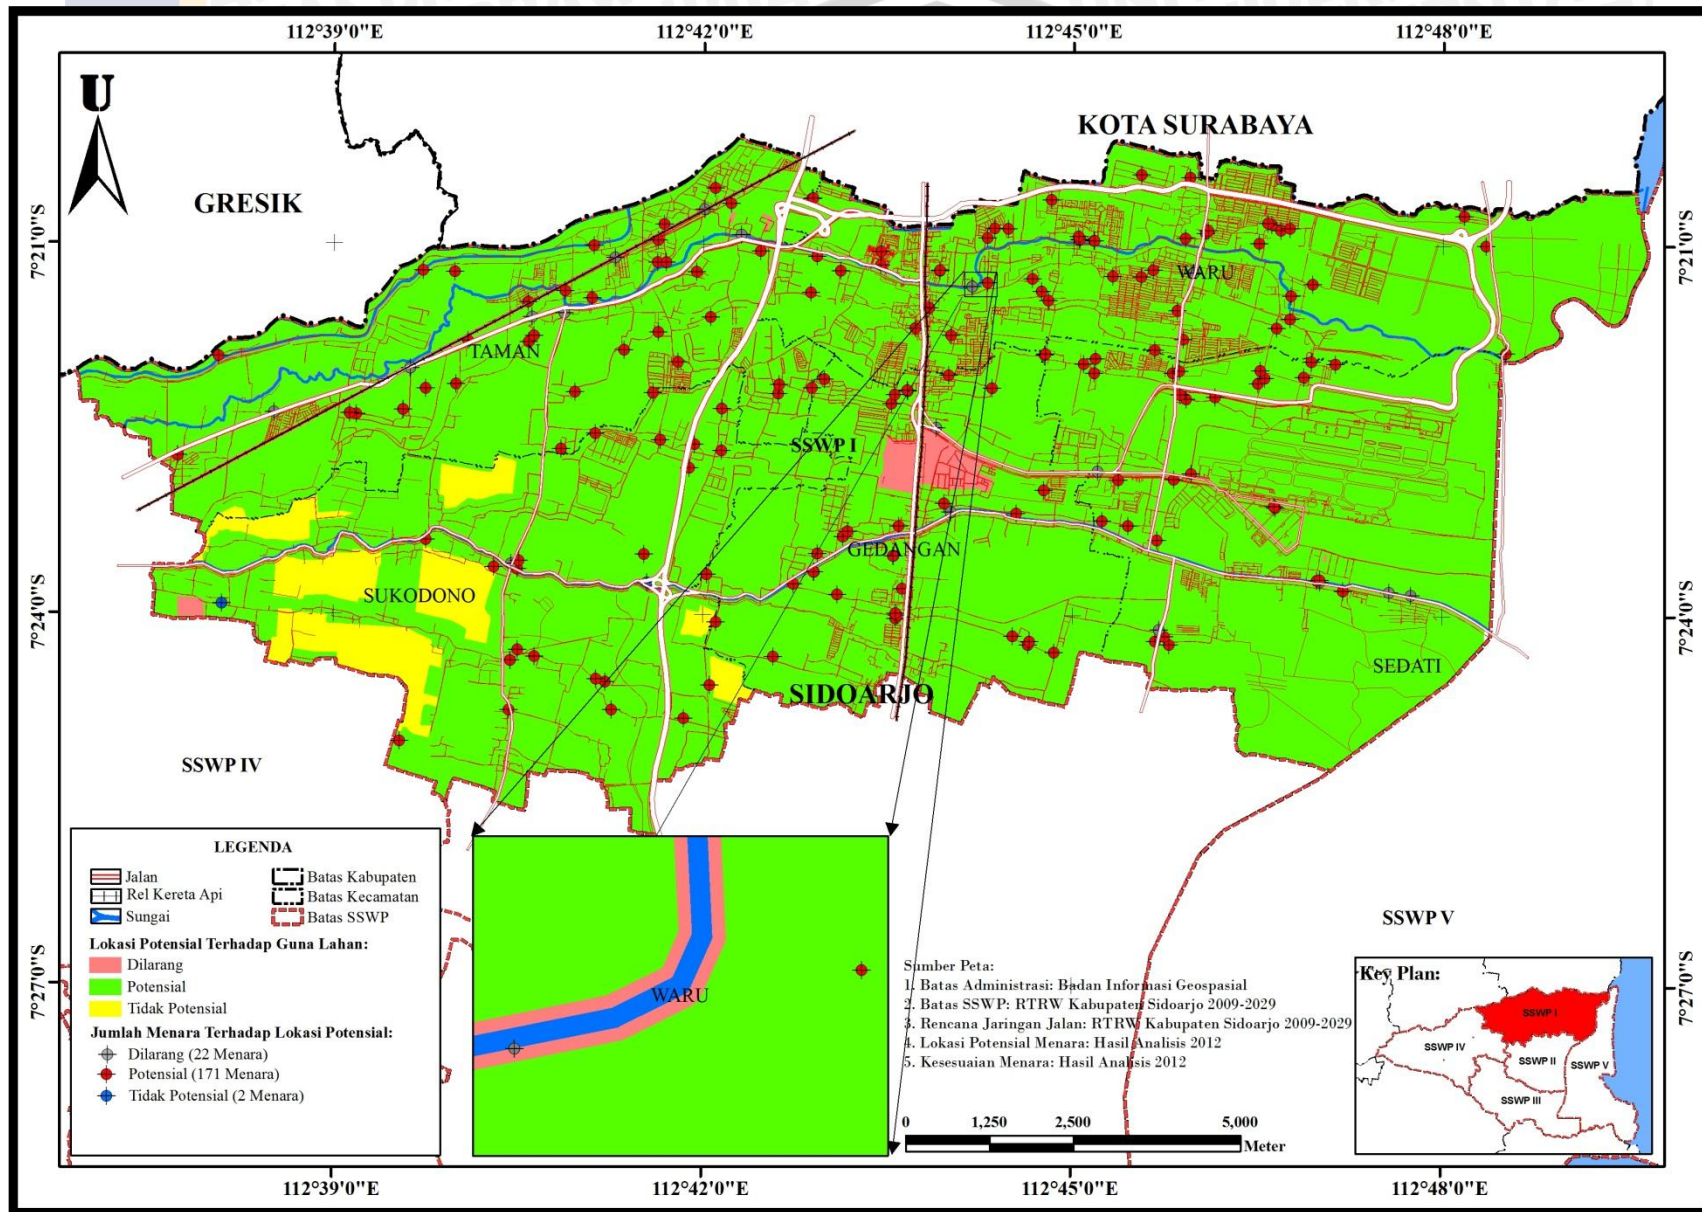 112°39'0"E
112°42'0"E
112°45'0"E
112°48'0"E
U
KOTA SURABAYA
GRESIK
7°21'0"S
7°21'0"S
WARU
TAMAN
SSWP I
GEDANGAN
SUKODONO
7°24'0"S
7°24'0"S
SEDATI
SIDOARJO
SSWP IV
LEGENDA
Jalan
Rel Kereta Api
Sungai
Batas Kabupaten
Batas Kecamatan
Batas SSWP
Lokasi Potensial Terhadap Guna Lahan:
Dilarang
Potensial
Tidak Potensial
Jumlah Menara Terhadap Lokasi Potensial:
Dilarang (22 Menara)
Potensial (171 Menara)
Tidak Potensial (2 Menara)
WARU
SSWP V
Sumber Peta:
1. Batas Administrasi: Badan Informasi Geospasial
2. Batas SSWP: RTRW Kabupaten Sidoarjo 2009-2029
3. Rencana Jaringan Jalan: RTRW Kabupaten Sidoarjo 2009-2029
4. Lokasi Potensial Menara: Hasil Analisis 2012
5. Kesesuaian Menara: Hasil Analisis 2012
0 1,250 2,500 5,000
Meter
Key Plan:
SSWP I
SSWP IV
SSWP II
SSWP V
SSWP III
7°27'0"S
7°27'0"S
112°39'0"E
112°42'0"E
112°45'0"E
112°48'0"E